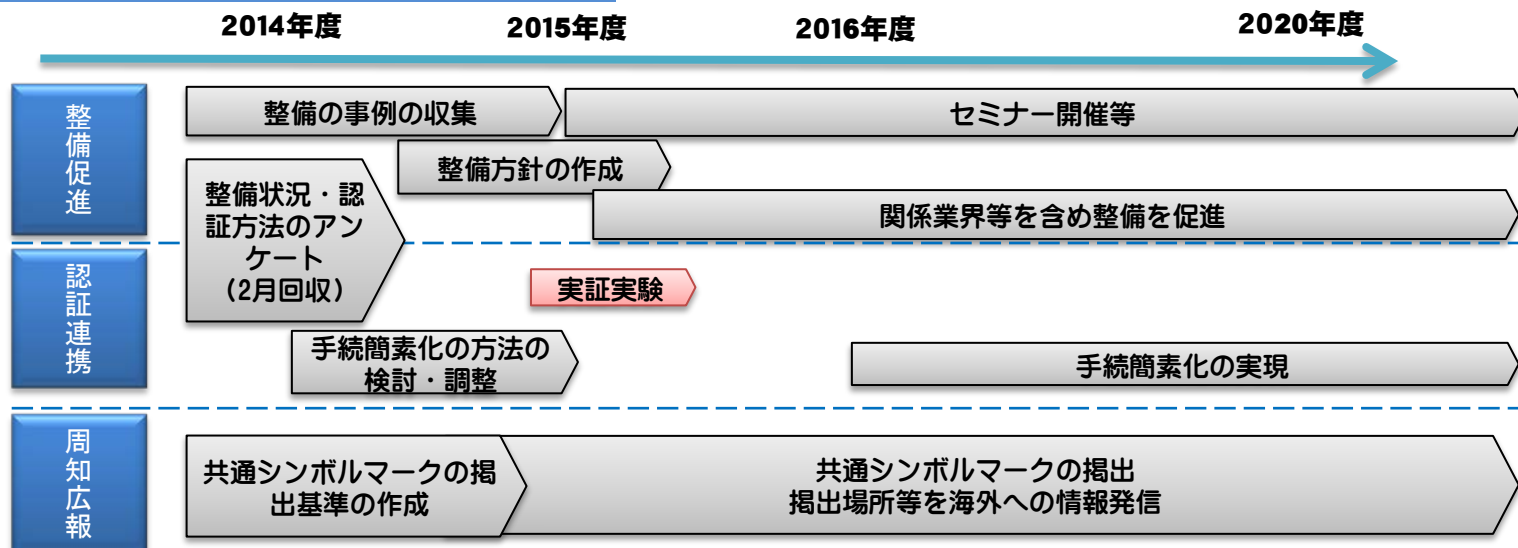 2014年度
2015年度
2016年度
2020年度
整備促進
整備の事例の収集
セミナー開催等
整備方針の作成
整備状況・認
証方法のアン
ケート
(2月回収)
関係業界等を含め整備を促進
認証連携
実証実験
手続簡素化の方法の
検討・調整
手続簡素化の実現
周知広報
共通シンボルマークの掲
出基準の作成
共通シンボルマークの掲出
掲出場所等を海外への情報発信